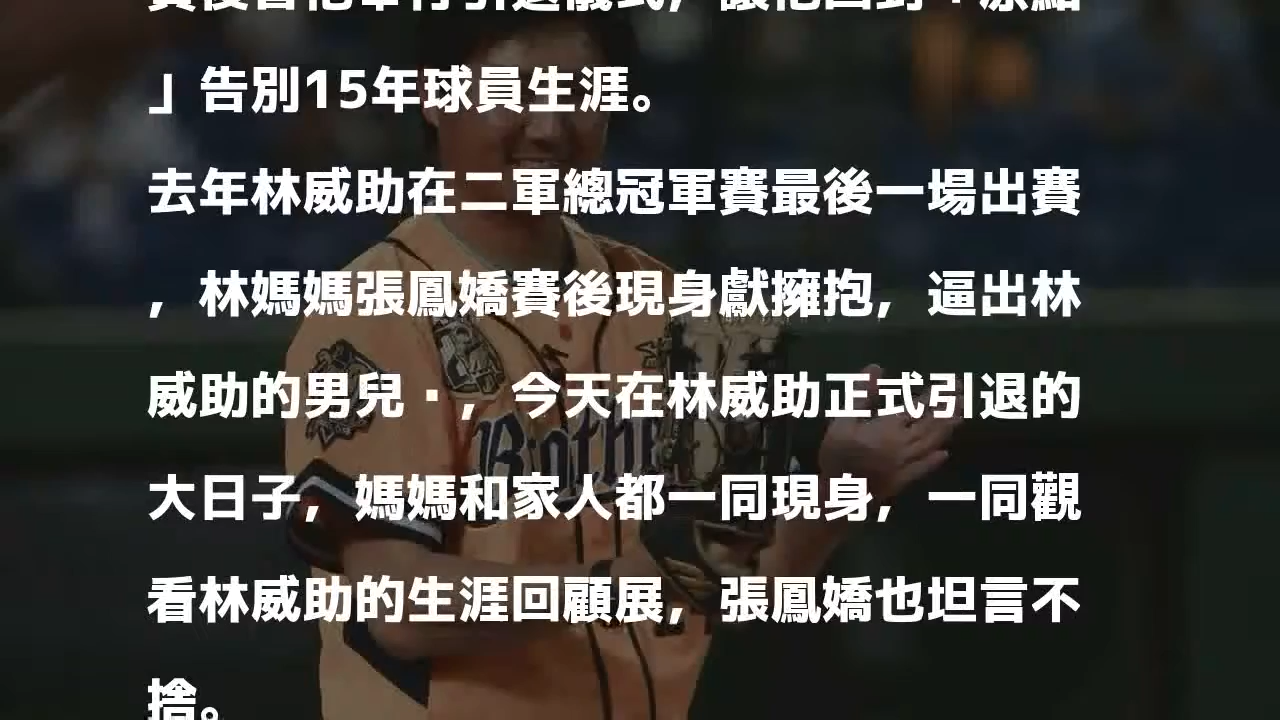 」告別15年球員生涯。
去年林威助在二軍總冠軍賽最後一場出賽
，林媽媽張鳳嬌賽後現身獻擁抱，逼出林
威助的男兒·，今天在林威助正式引退的
大日子，媽媽和家人都一同現身，一同觀
看林威助的生涯回顧展，張鳳嬌也坦言不
捨。
Brothe